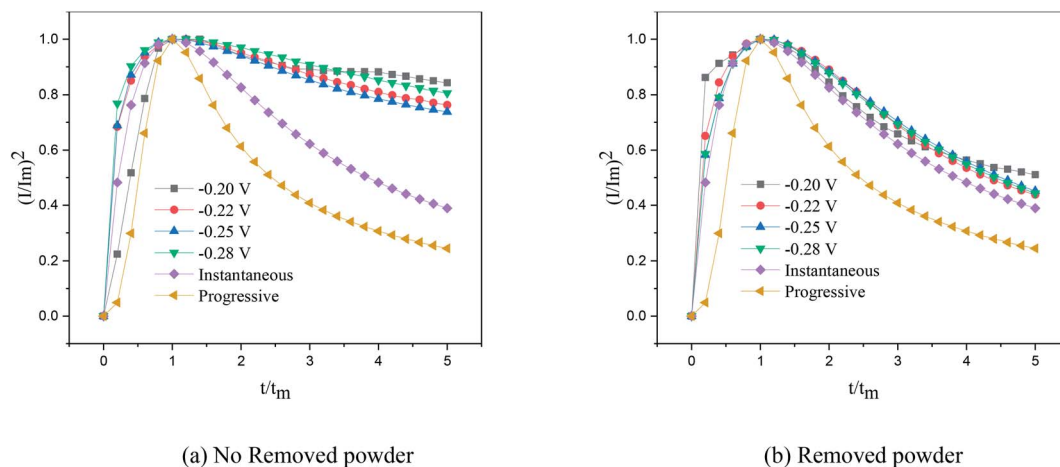 1.0
0.8
0.6
0.4
0.2
0.0
(I/Im)²
-0.20 V
-0.22 V
-0.25 V
-0.28 V
Instantaneous
Progressive
0 1 2 3 4 5
t/tm
(a) No Removed powder
1.0
0.8
0.6
0.4
0.2
0.0
(I/Im)²
-0.20 V
-0.22 V
-0.25 V
-0.28 V
Instantaneous
Progressive
0 1 2 3 4 5
t/tm
(b) Removed powder